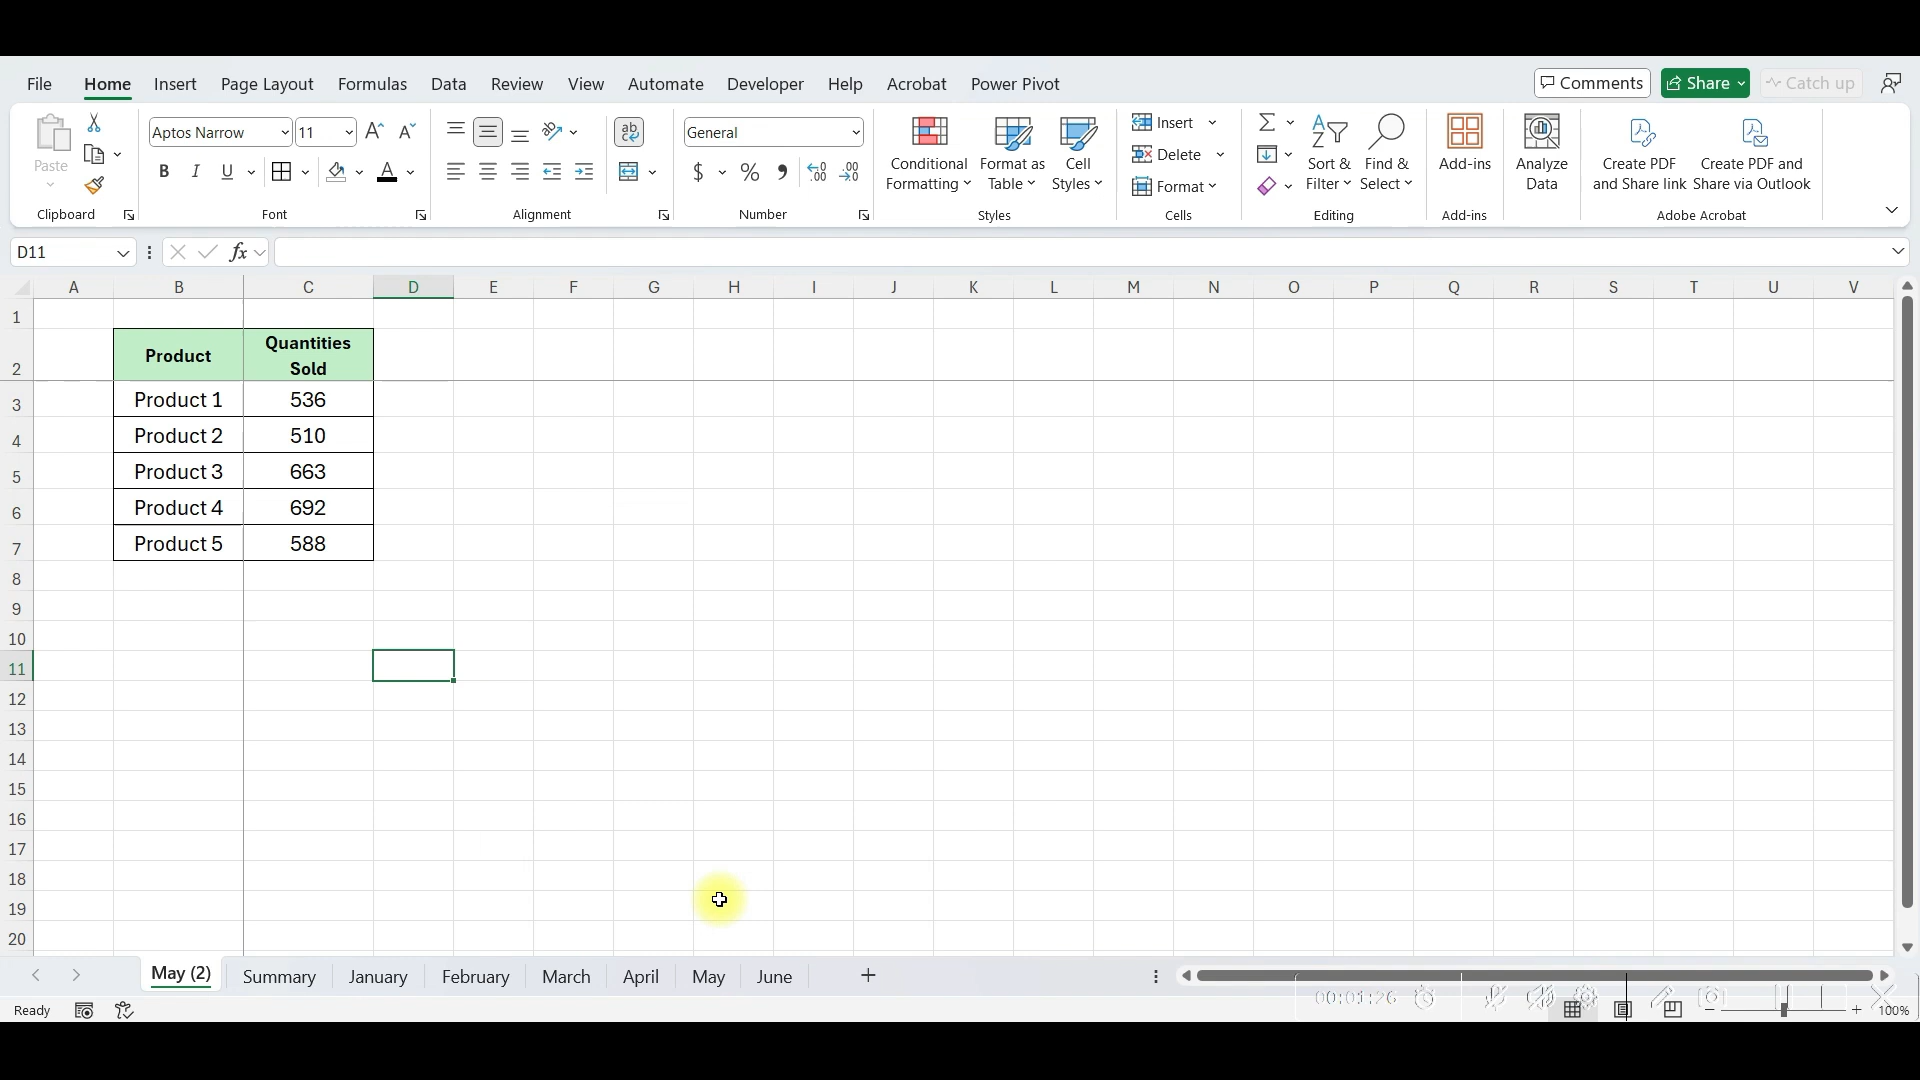 File Home Insert Page Layout Formulas Data Review View Automate Developer Help Acrobat Power Pivot Comments Share Catch up
Paste
Aptos Narrow 11
B I U A
ab c
General
$ % , .00 .00
Conditional Formatting
Format as Table
Cell Styles
Insert
Delete
Format
Sort & Filter
Find & Select
Add-ins
Analyze Data
Create PDF and Share link
Create PDF and Share via Outlook
Clipboard Font Alignment Number Styles Cells Editing Add-ins Adobe Acrobat
D11 fx
A B C D E F G H I J K L M N O P Q R S T U V
1
2 Product Quantities Sold
3 Product 1 536
4 Product 2 510
5 Product 3 663
6 Product 4 692
7 Product 5 588
8
9
10
11
12
13
14
15
16
17
18
19
20
May (2) Summary January February March April May June
Ready 00:01:26 100%